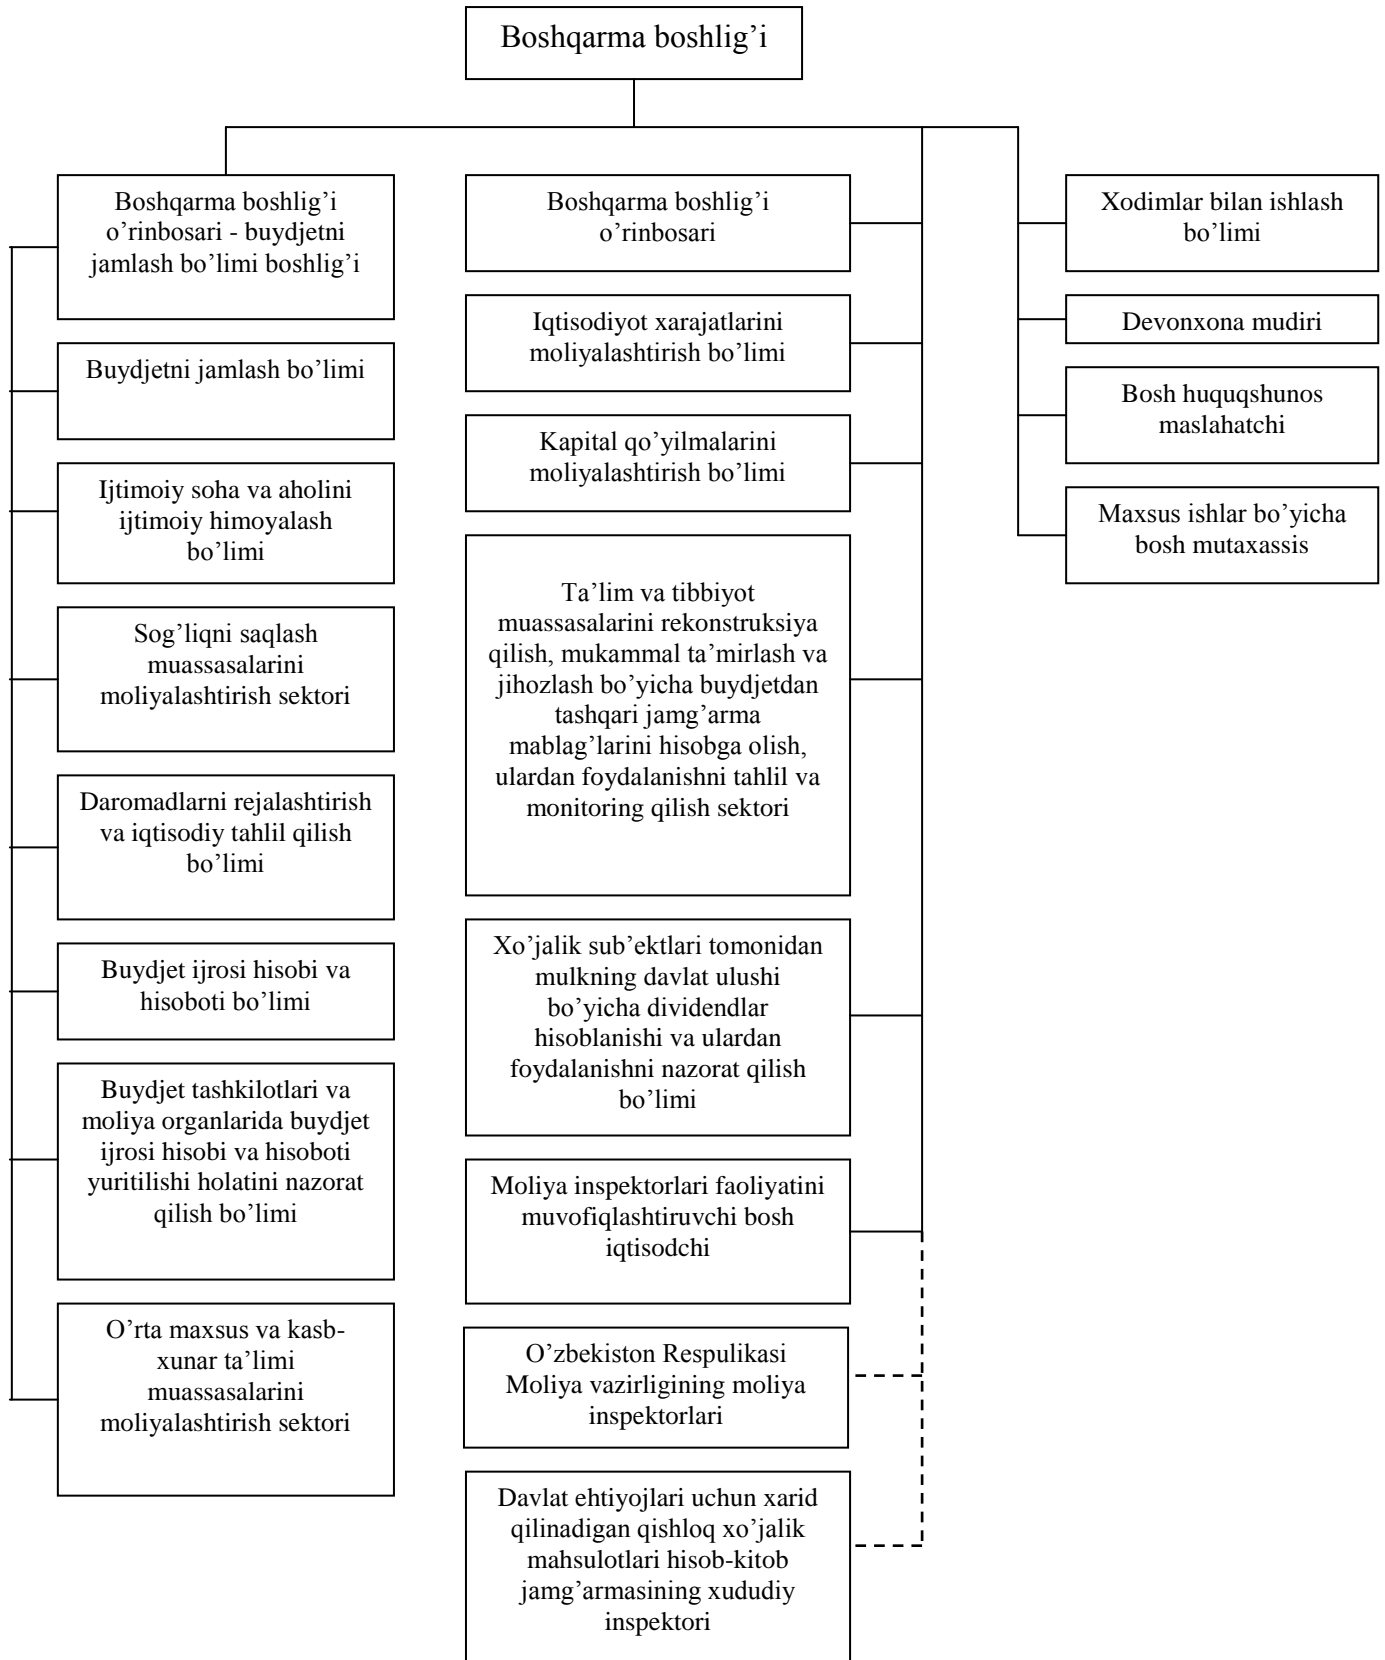 Boshqarma boshlig’i
Boshqarma boshlig’i
o’rinbosari - buydjetni
jamlash bo’limi boshlig’i
Buydjetni jamlash bo’limi
Ijtimoiy soha va aholini
ijtimoiy himoyalash
bo’limi
Sog’liqni saqlash
muassasalarini
moliyalashtirish sektori
Daromadlarni rejalashtirish
va iqtisodiy tahlil qilish
bo’limi
Buydjet ijrosi hisobi va
hisoboti bo’limi
Buydjet tashkilotlari va
moliya organlarida buydjet
ijrosi hisobi va hisoboti
yuritilishi holatini nazorat
qilish bo’limi
O’rta maxsus va kasb-
xunar ta’limi
muassasalarini
moliyalashtirish sektori
Boshqarma boshlig’i
o’rinbosari
Iqtisodiyot xarajatlarini
moliyalashtirish bo’limi
Kapital qo’yilmalarini
moliyalashtirish bo’limi
Ta’lim va tibbiyot
muassasalarini rekonstruksiya
qilish, mukammal ta’mirlash va
jihozlash bo’yicha buydjetdan
tashqari jamg’arma
mablag’larini hisobga olish,
ulardan foydalanishni tahlil va
monitoring qilish sektori
Xo’jalik sub’ektlari tomonidan
mulkning davlat ulushi
bo’yicha dividendlar
hisoblanishi va ulardan
foydalanishni nazorat qilish
bo’limi
Moliya inspektorlari faoliyatini
muvofiqlashtiruvchi bosh
iqtisodchi
O’zbekiston Respulikasi
Moliya vazirligining moliya
inspektorlari
Davlat ehtiyojlari uchun xarid
qilinadigan qishloq xo’jalik
mahsulotlari hisob-kitob
jamg’armasining xududiy
inspektori
Xodimlar bilan ishlash
bo’limi
Devonxona mudiri
Bosh huquqshunos
maslahatchi
Maxsus ishlar bo’yicha
bosh mutaxassis